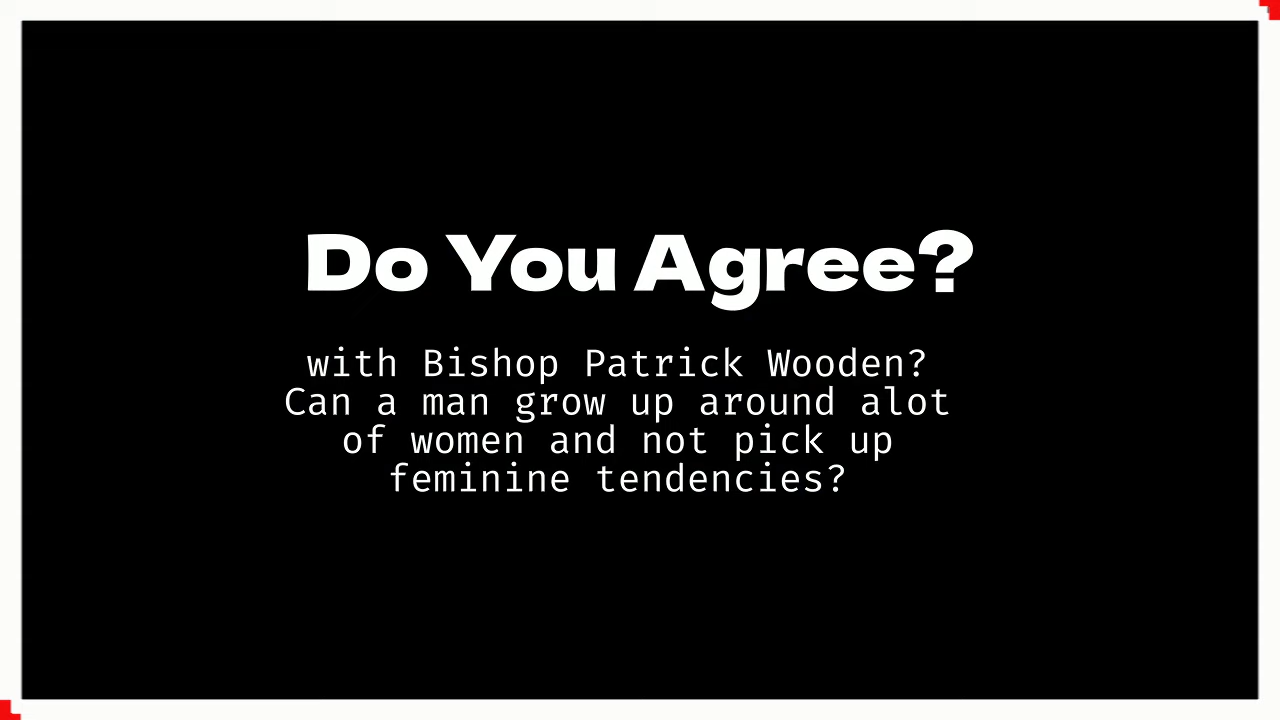 Do You Agree?
with Bishop Patrick Wooden?
Can a man grow up around alot
of women and not pick up
feminine tendencies?